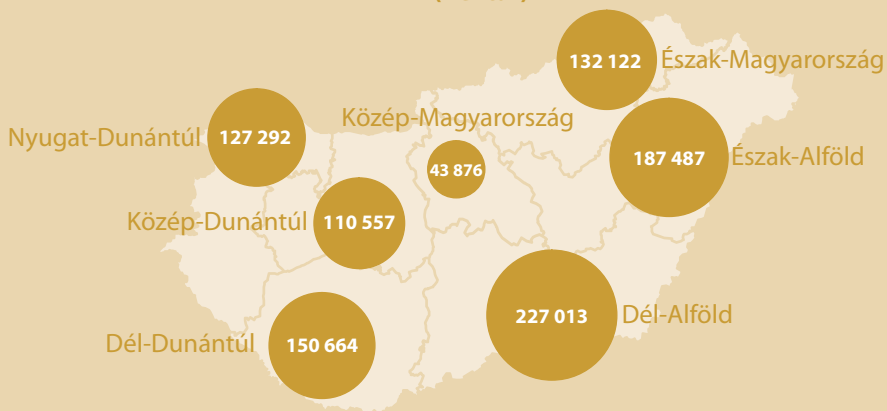 132 122 Észak-Magyarország
Közép-Magyarország
Nyugat-Dunántúl 127 292
43 876
187 487 Észak-Alföld
Közép-Dunántúl 110 557
227 013 Dél-Alföld
Dél-Dunántúl 150 664